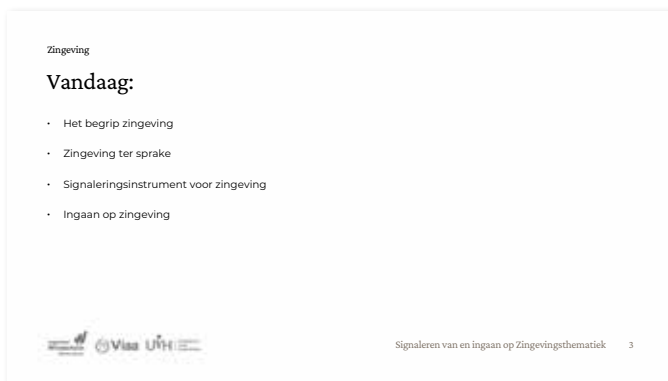 Zingeving
Vandaag:
• Het begrip zingeving
• Zingeving ter sprake
• Signaleringsinstrument voor zingeving
• Ingaan op zingeving
Viaa UvH
Signaleren van en ingaan op Zingevingsthematiek 3